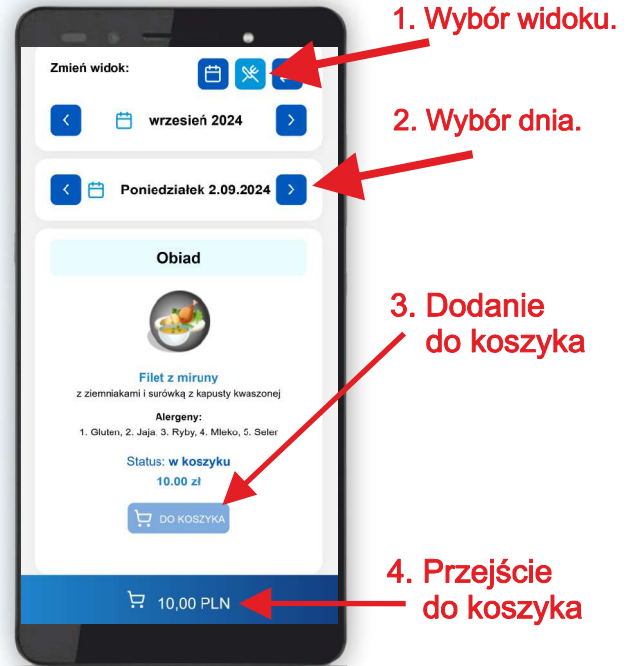 1. Wybór widoku.
Zmień widok:
wrzesień 2024
2. Wybór dnia.
Poniedziałek 2.09.2024
Obiad
3. Dodanie
do koszyka
Filet z miruny
z ziemniakami i surówką z kapusty kwaszonej
Alergeny:
1. Gluten, 2. Jaja, 3. Ryby, 4. Mleko, 5. Seler
Status: w koszyku
10.00 zł
DO KOSZYKA
4. Przejście
do koszyka
10,00 PLN